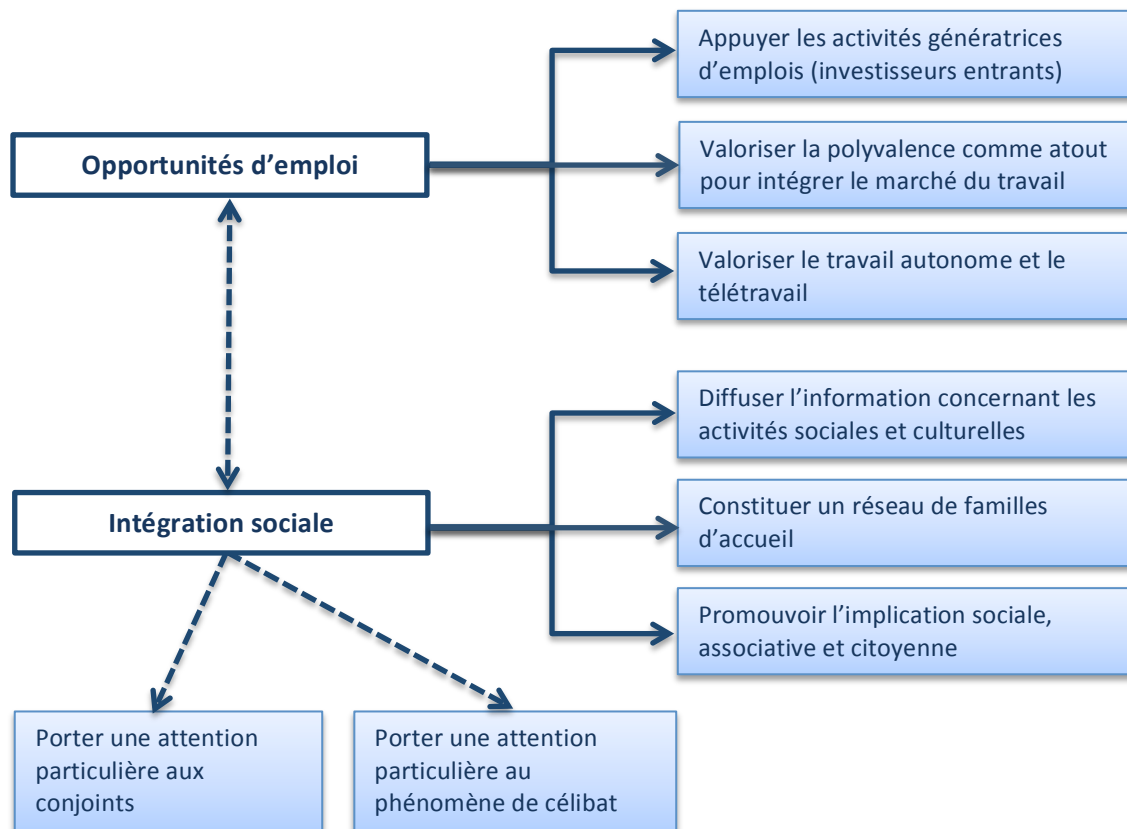 Appuyer les activités génératrices
d’emplois (investisseurs entrants)
Opportunités d’emploi
Valoriser la polyvalence comme atout
pour intégrer le marché du travail
Valoriser le travail autonome et le
télétravail
Diffuser l’information concernant les
activités sociales et culturelles
Intégration sociale
Constituer un réseau de familles
d’accueil
Promouvoir l’implication sociale,
associative et citoyenne
Porter une attention
particulière aux
conjoints
Porter une attention
particulière au
phénomène de célibat